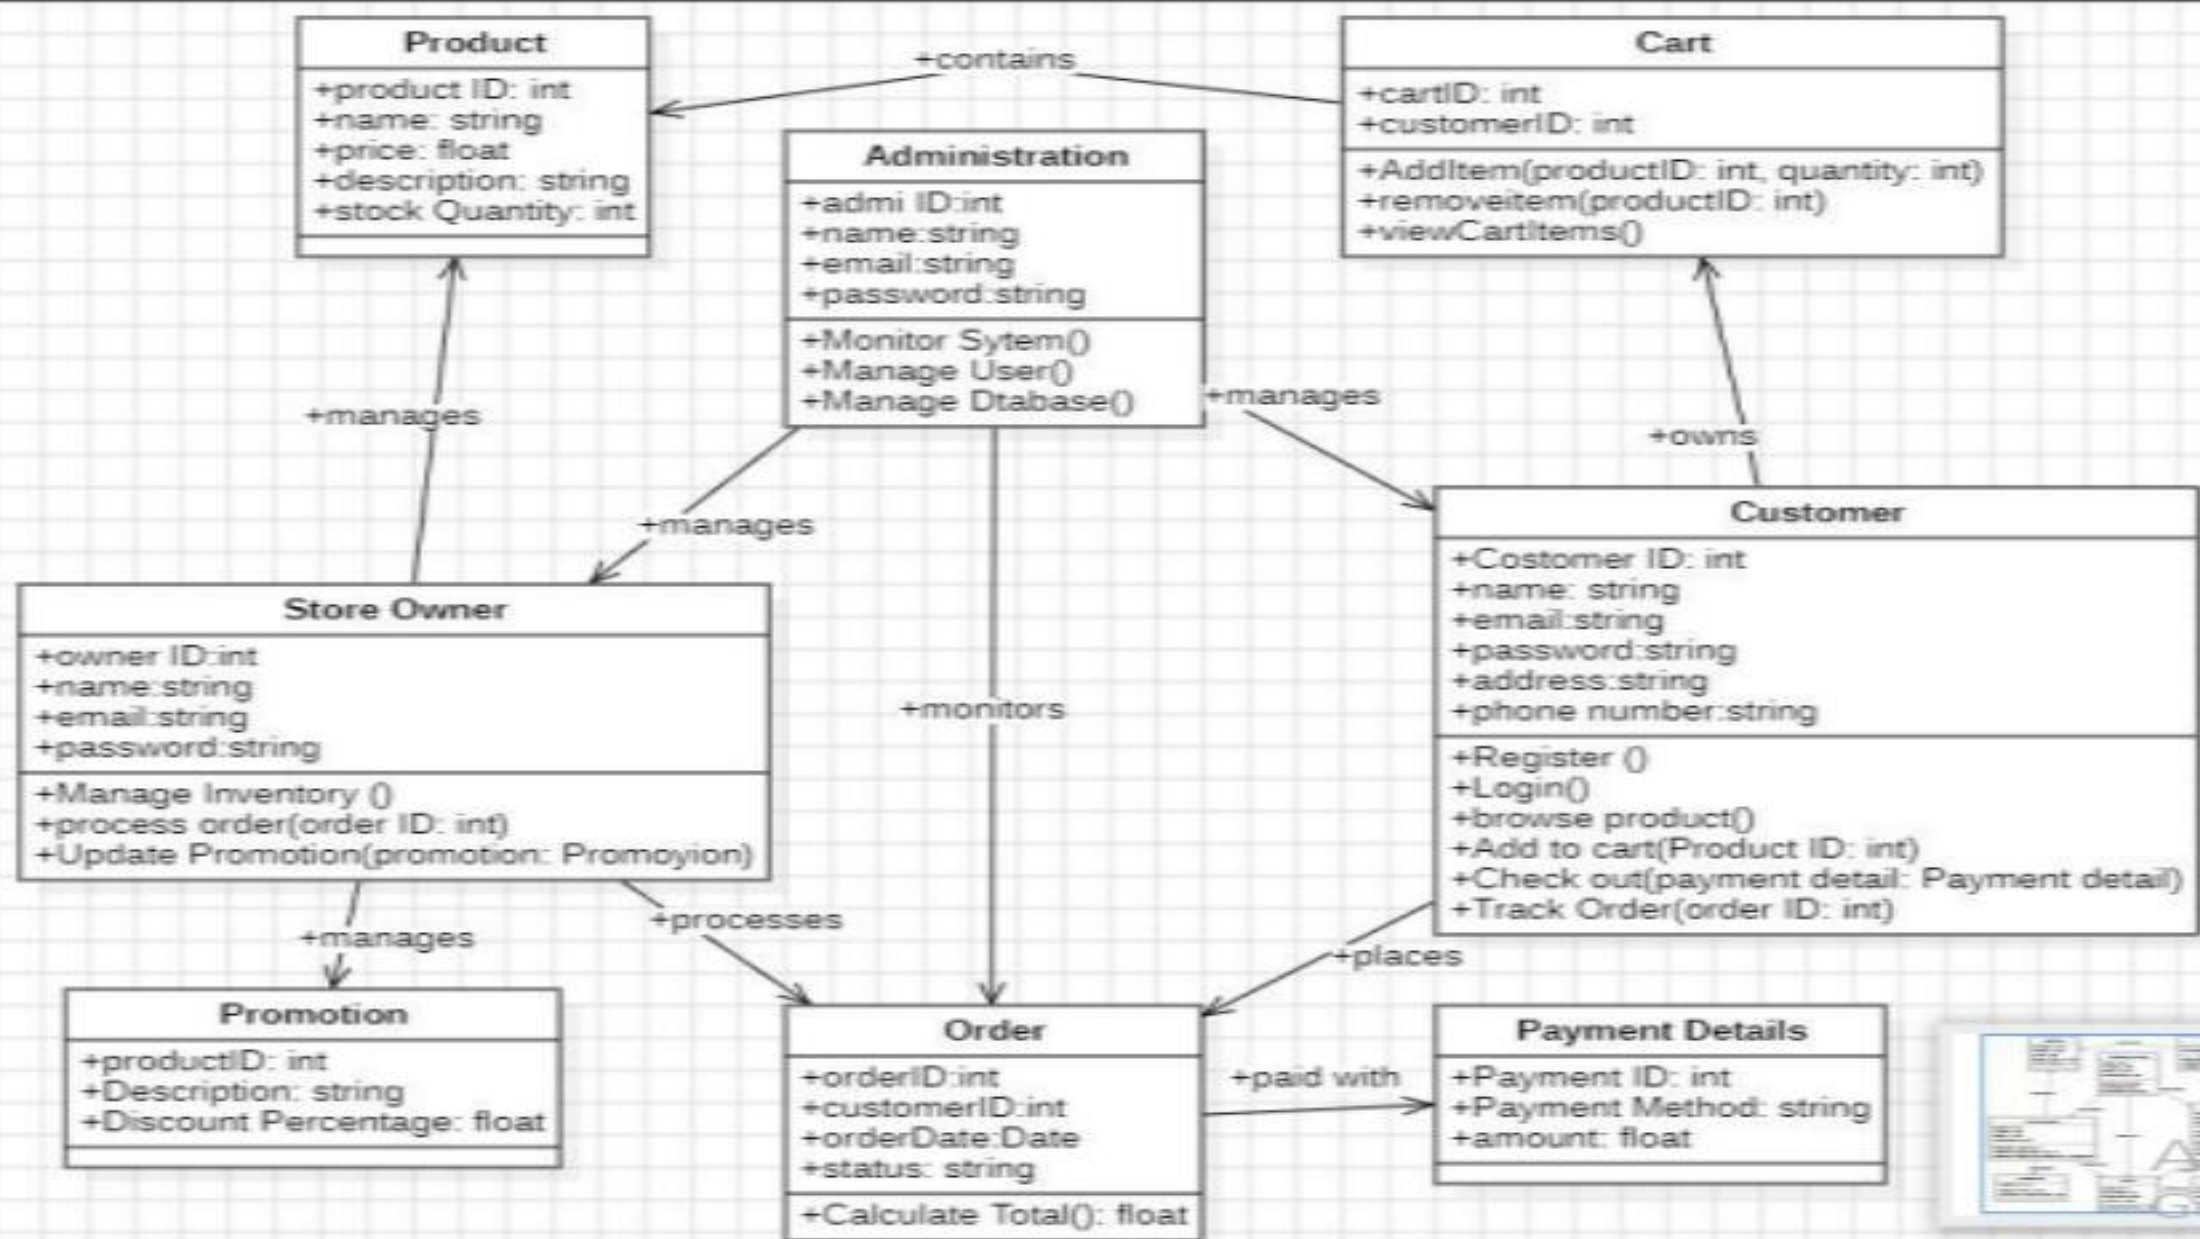 Product
+product ID: int
+name: string
+price: float
+description: string
+stock Quantity: int
+contains
Cart
+cartID: int
+customerID: int
+AddItem(productID: int, quantity: int)
+removeitem(productID: int)
+viewCartItems()
Administration
+admi ID:int
+name:string
+email:string
+password:string
+Monitor Sytem()
+Manage User()
+Manage Dtabase()
+manages
+manages
+owns
+manages
Customer
+Costomer ID: int
+name: string
+email:string
+password:string
+address:string
+phone number:string
+Register ()
+Login()
+browse product()
+Add to cart(Product ID: int)
+Check out(payment detail: Payment detail)
+Track Order(order ID: int)
Store Owner
+owner ID:int
+name:string
+email:string
+password:string
+Manage Inventory ()
+process order(order ID: int)
+Update Promotion(promotion: Promoyion)
+monitors
+manages
+processes
+places
Promotion
+productID: int
+Description: string
+Discount Percentage: float
Order
+orderID:int
+customerID:int
+orderDate:Date
+status: string
+Calculate Total(): float
+paid with
Payment Details
+Payment ID: int
+Payment Method: string
+amount: float